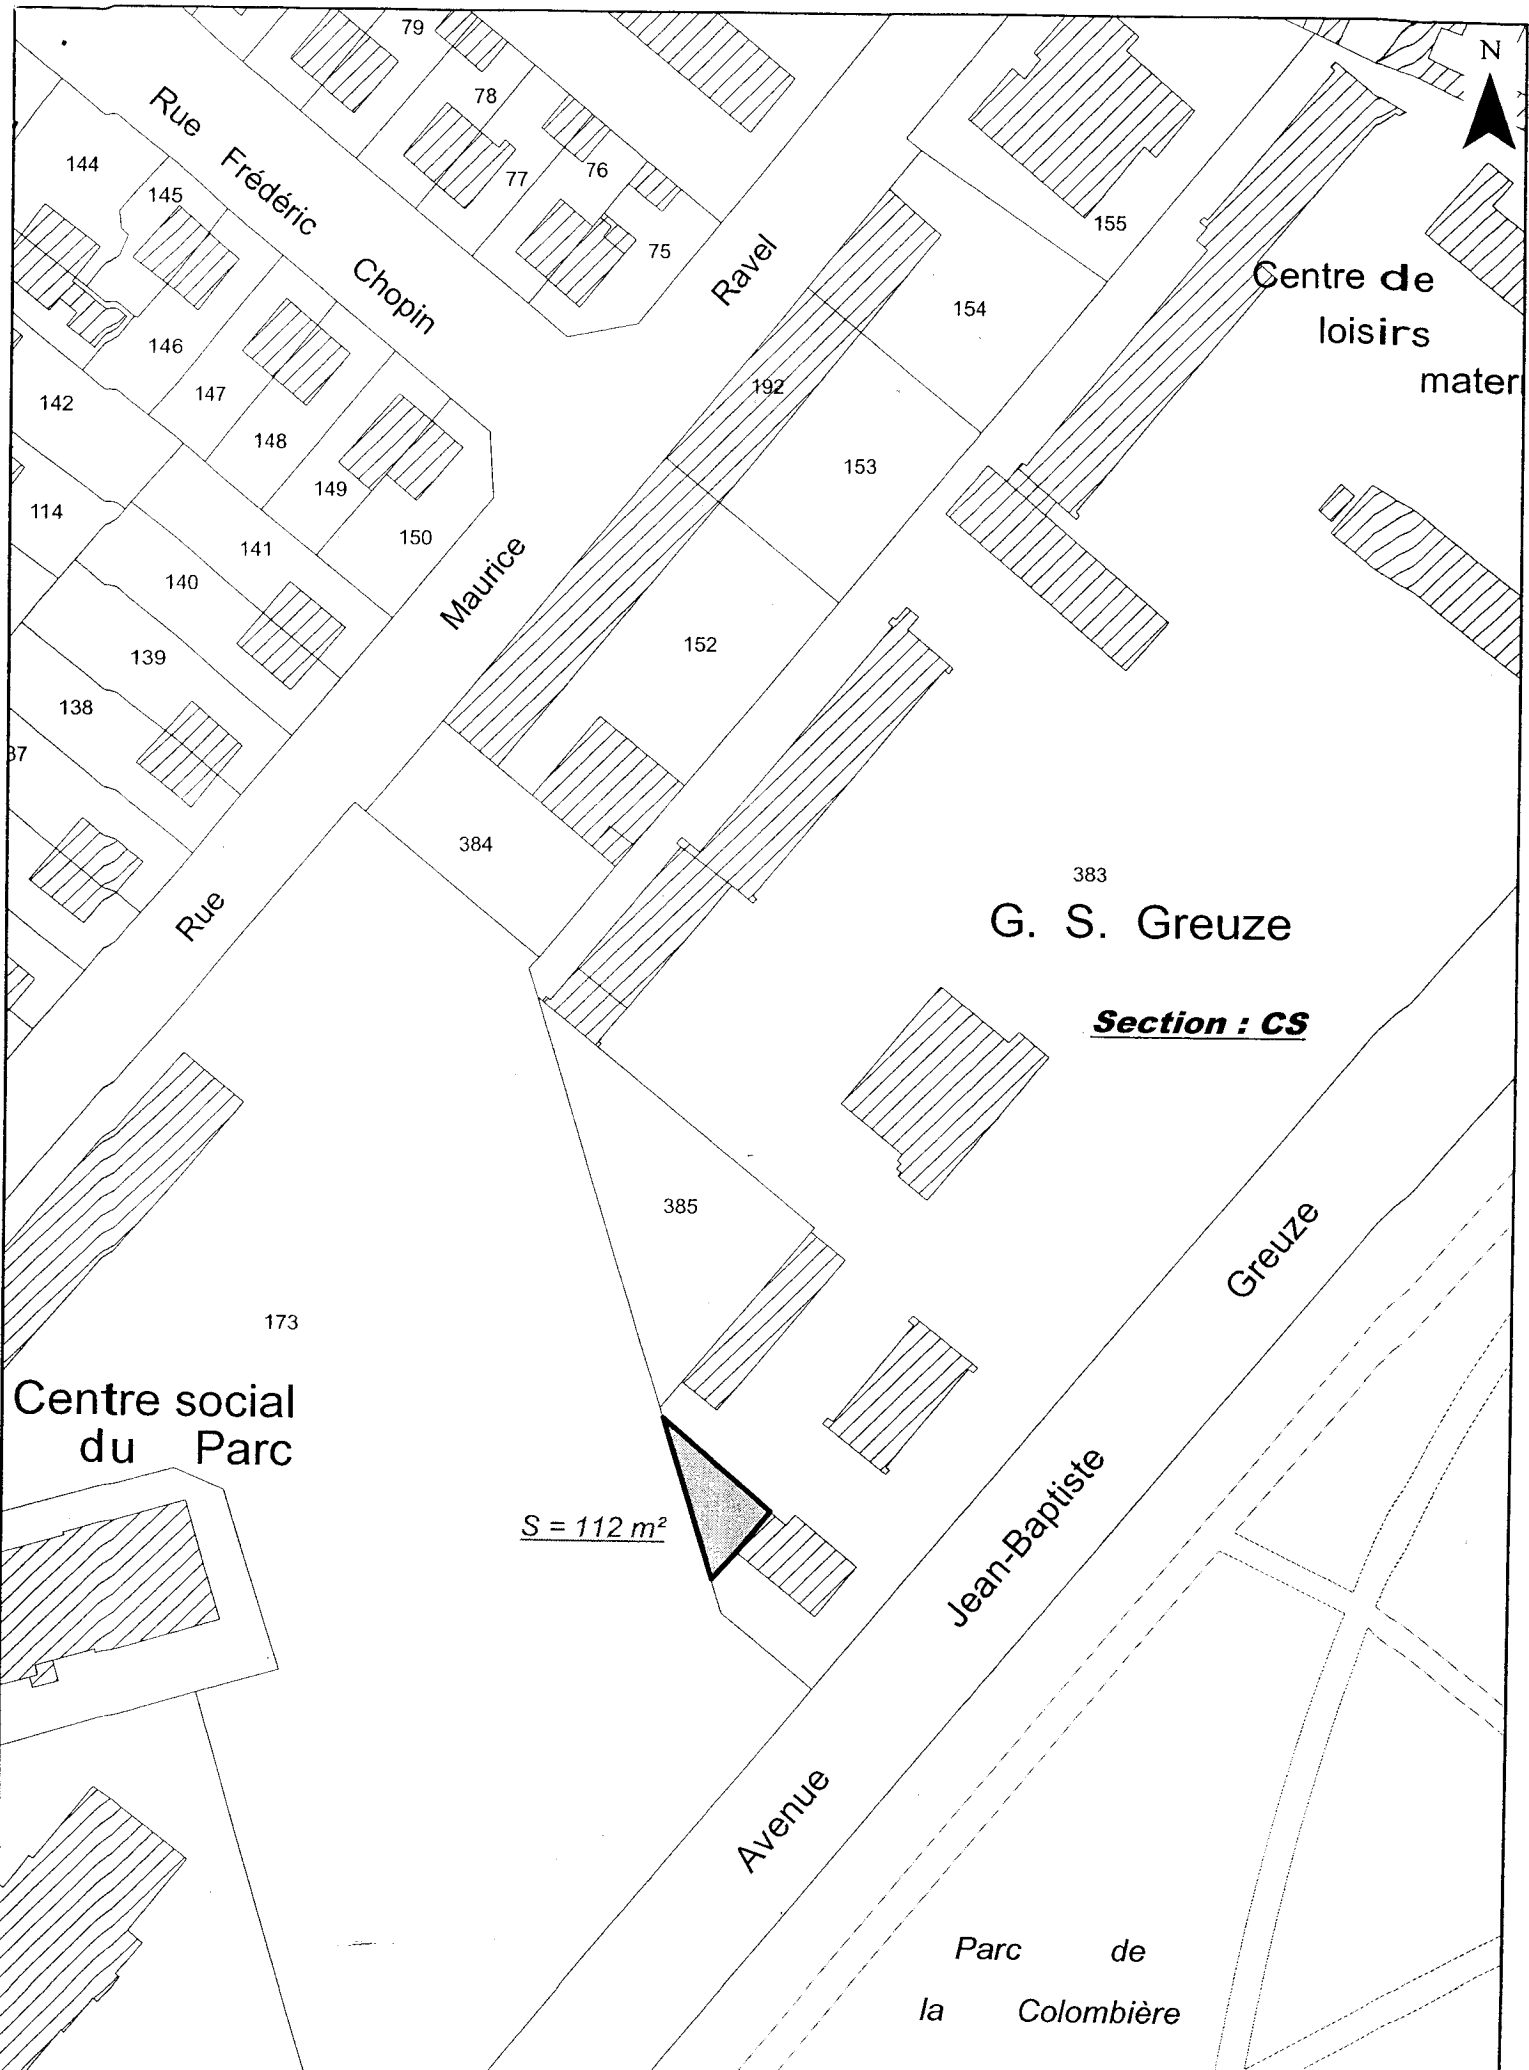 79
N
78
Rue Frédéric Chopin
144
145
77
76
75
155
Ravel
Centre de
loisirs
154
146
192
147
142
148
153
149
114
150
141
140
Maurice
152
139
138
384
383
Rue
G. S. Greuze
Section : CS
385
Greuze
173
Centre social
du Parc
S = 112 m²
Jean-Baptiste
Avenue
Parc de
la Colombière